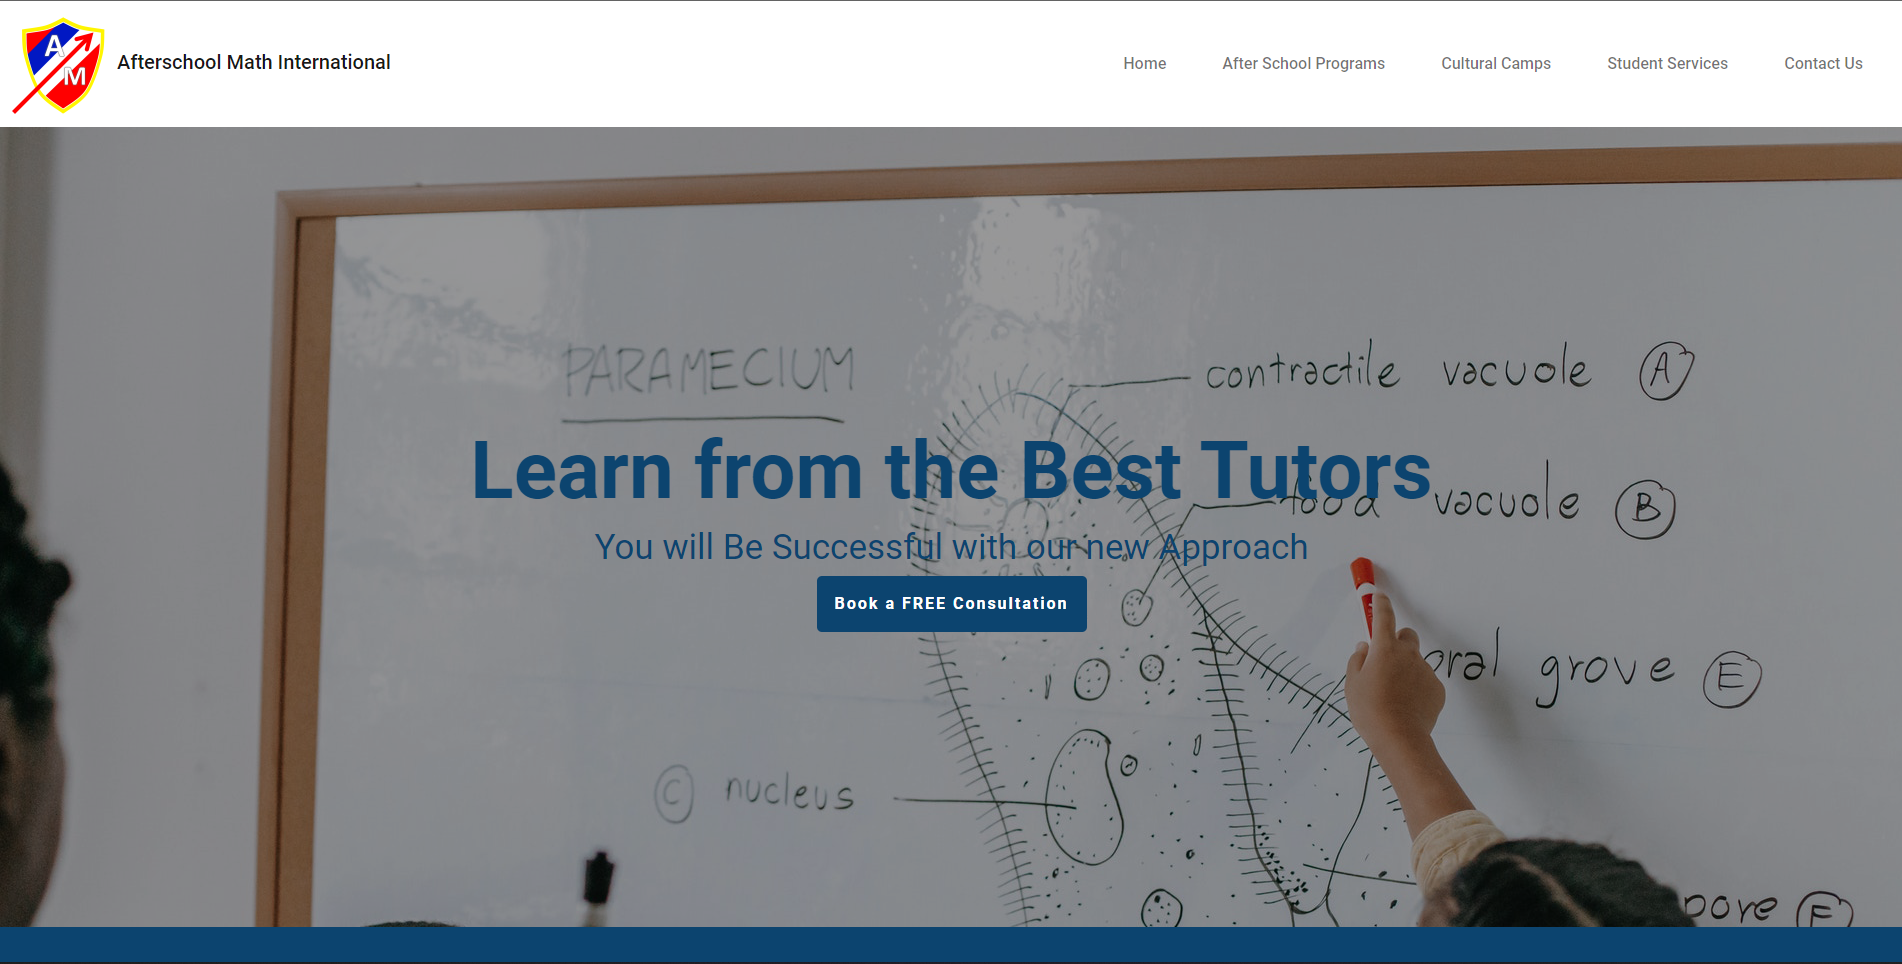 A
M
Afterschool Math International
Home After School Programs Cultural Camps Student Services Contact Us
PARAMECIUM
contractile vacuole A
Learn from the Best Tutors
food vacuole B
You will Be Successful with our new Approach
Book a FREE Consultation
oral grove E
C nucleus
pore F